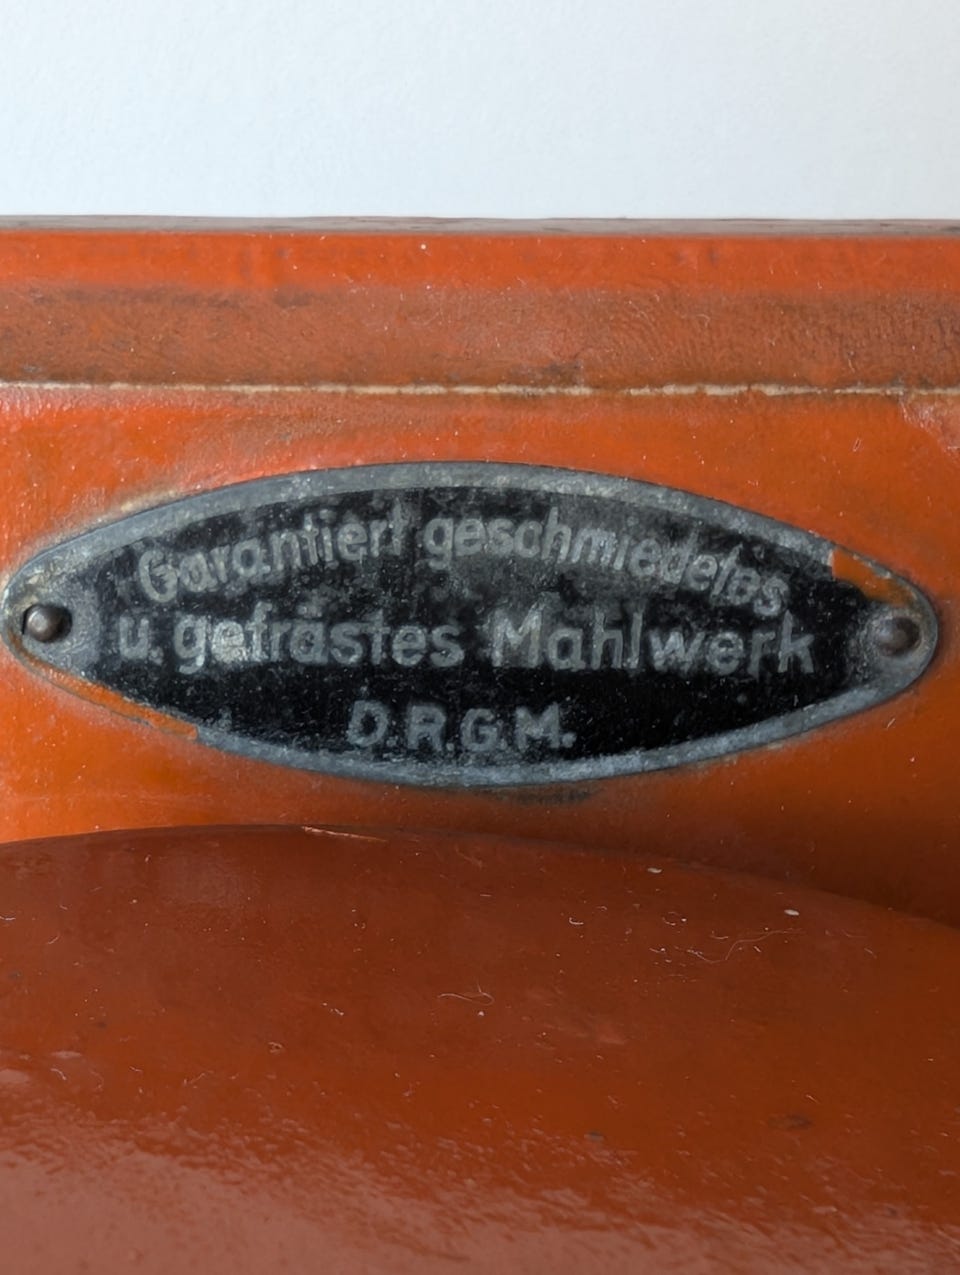 Garantiert geschmiedetes
u. gefrästes Mahlwerk
D.R.G.M.